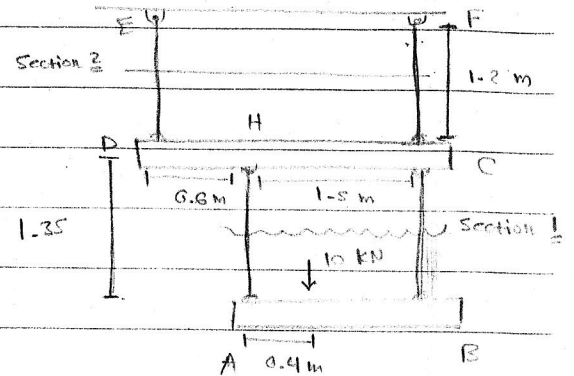 E F
Section 2
1.2 m
H
D C
0.6 m 1.5 m
1.35 Section 1
10 KN
A 0.4 m B